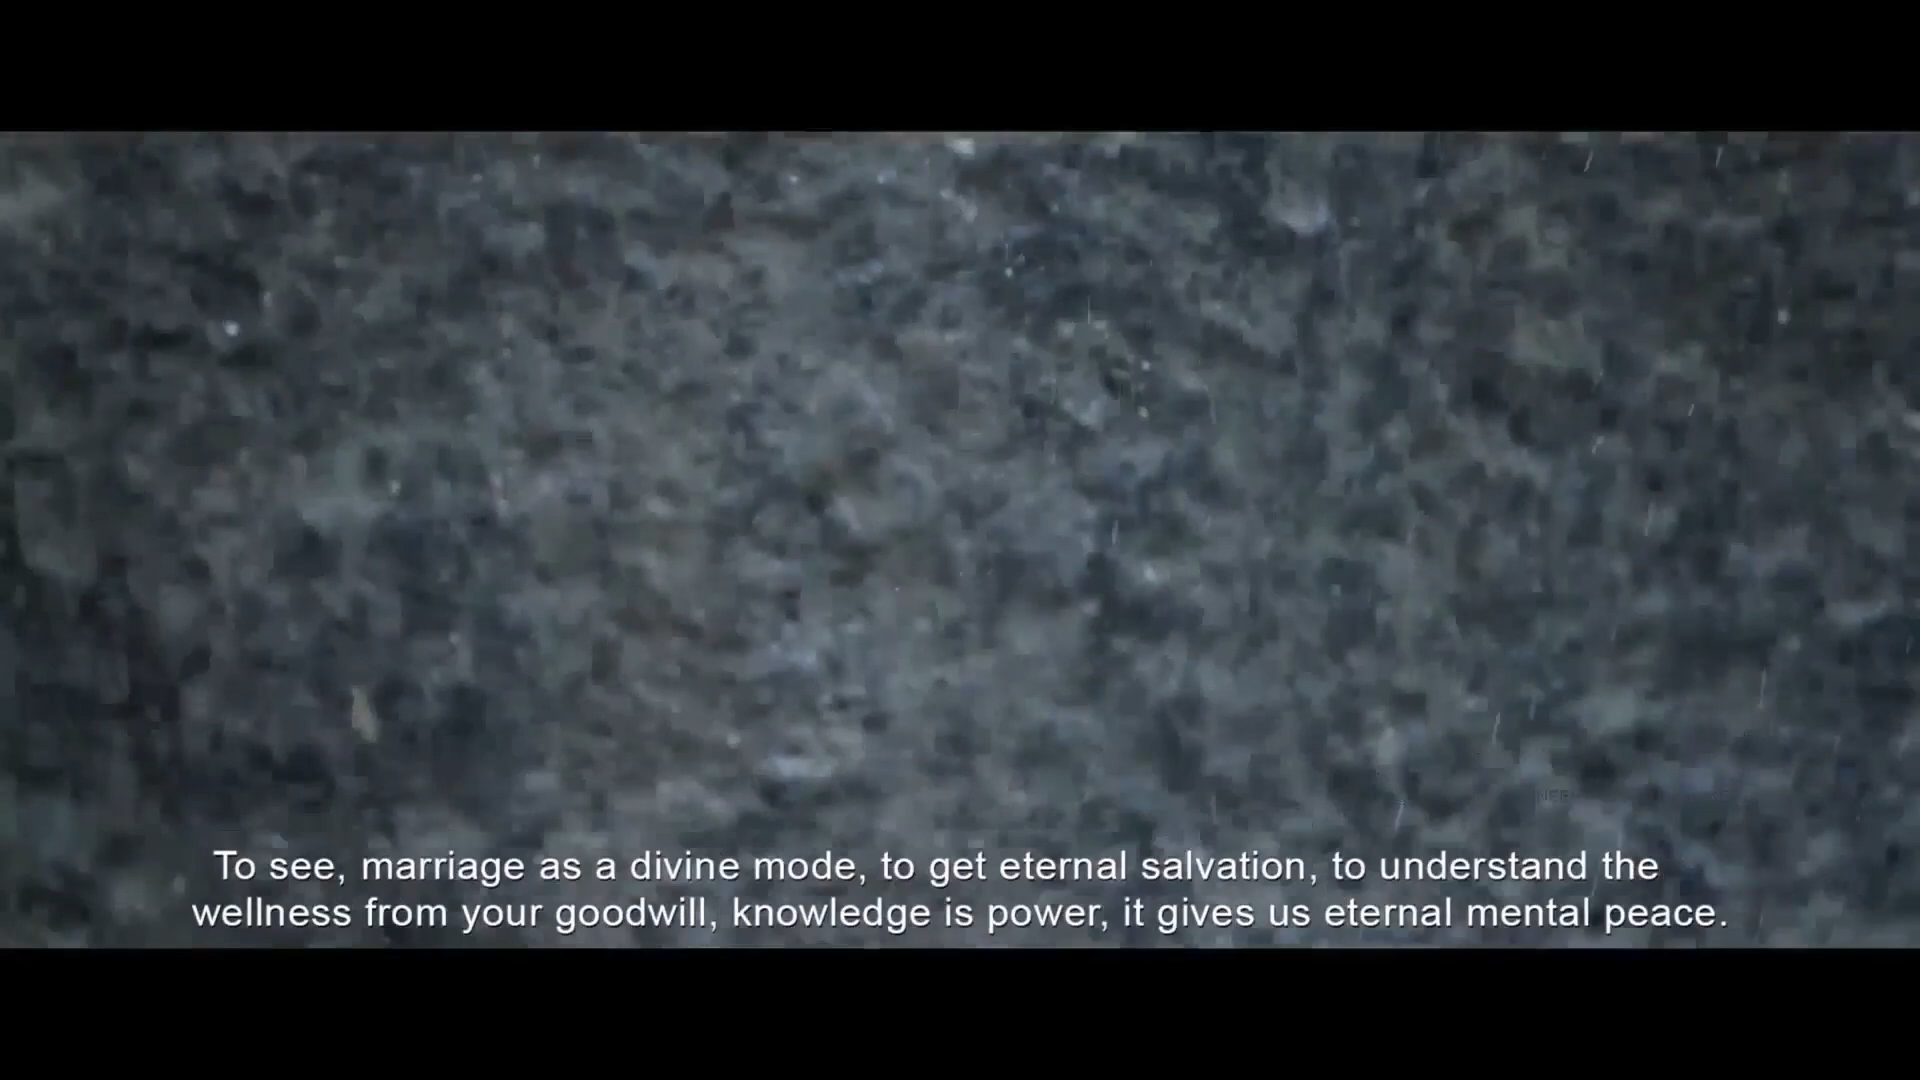 To see, marriage as a divine mode, to get eternal salvation, to understand the
wellness from your goodwill, knowledge is power, it gives us eternal mental peace.